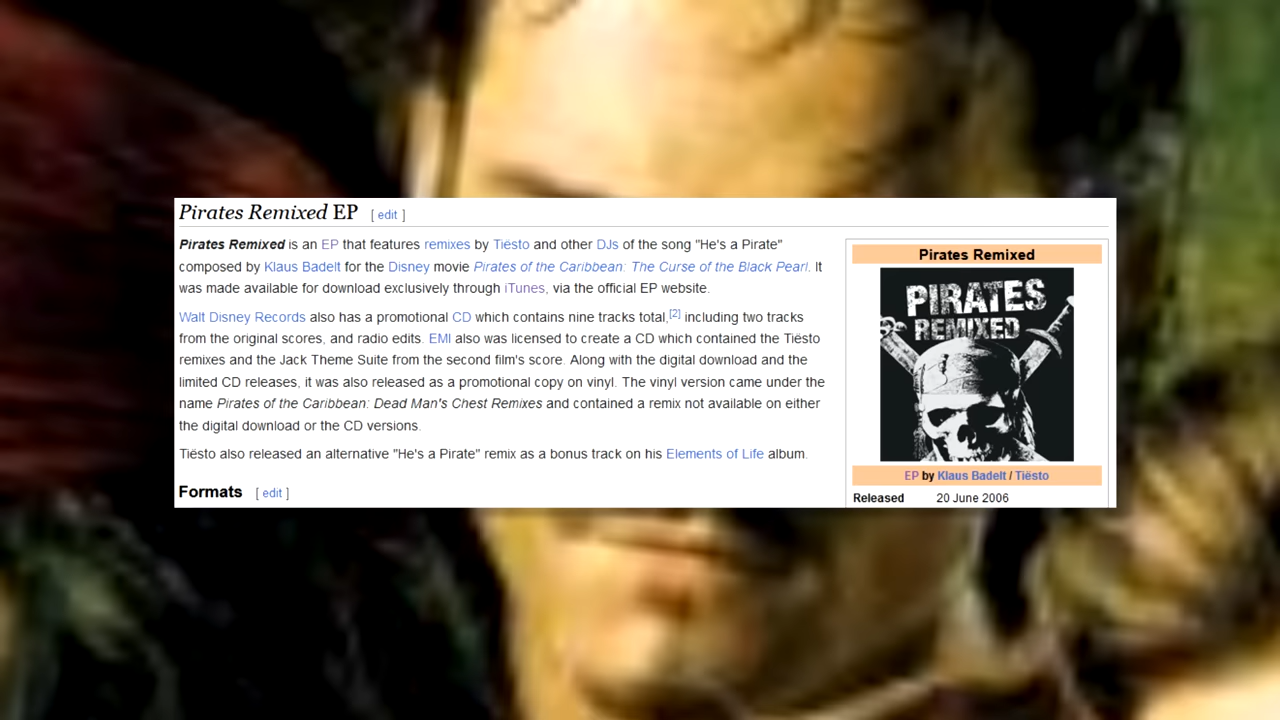 Pirates Remixed EP [ edit ]
Pirates Remixed is an EP that features remixes by Tiësto and other DJs of the song "He's a Pirate"
composed by Klaus Badelt for the Disney movie Pirates of the Caribbean: The Curse of the Black Pearl. It
was made available for download exclusively through iTunes, via the official EP website.
Walt Disney Records also has a promotional CD which contains nine tracks total,[2] including two tracks
from the original scores, and radio edits. EMI also was licensed to create a CD which contained the Tiësto
remixes and the Jack Theme Suite from the second film's score. Along with the digital download and the
limited CD releases, it was also released as a promotional copy on vinyl. The vinyl version came under the
name Pirates of the Caribbean: Dead Man's Chest Remixes and contained a remix not available on either
the digital download or the CD versions.
Tiësto also released an alternative "He's a Pirate" remix as a bonus track on his Elements of Life album.
Formats [ edit ]
Pirates Remixed
PIRATES
REMIXED
EP by Klaus Badelt / Tiësto
Released 20 June 2006